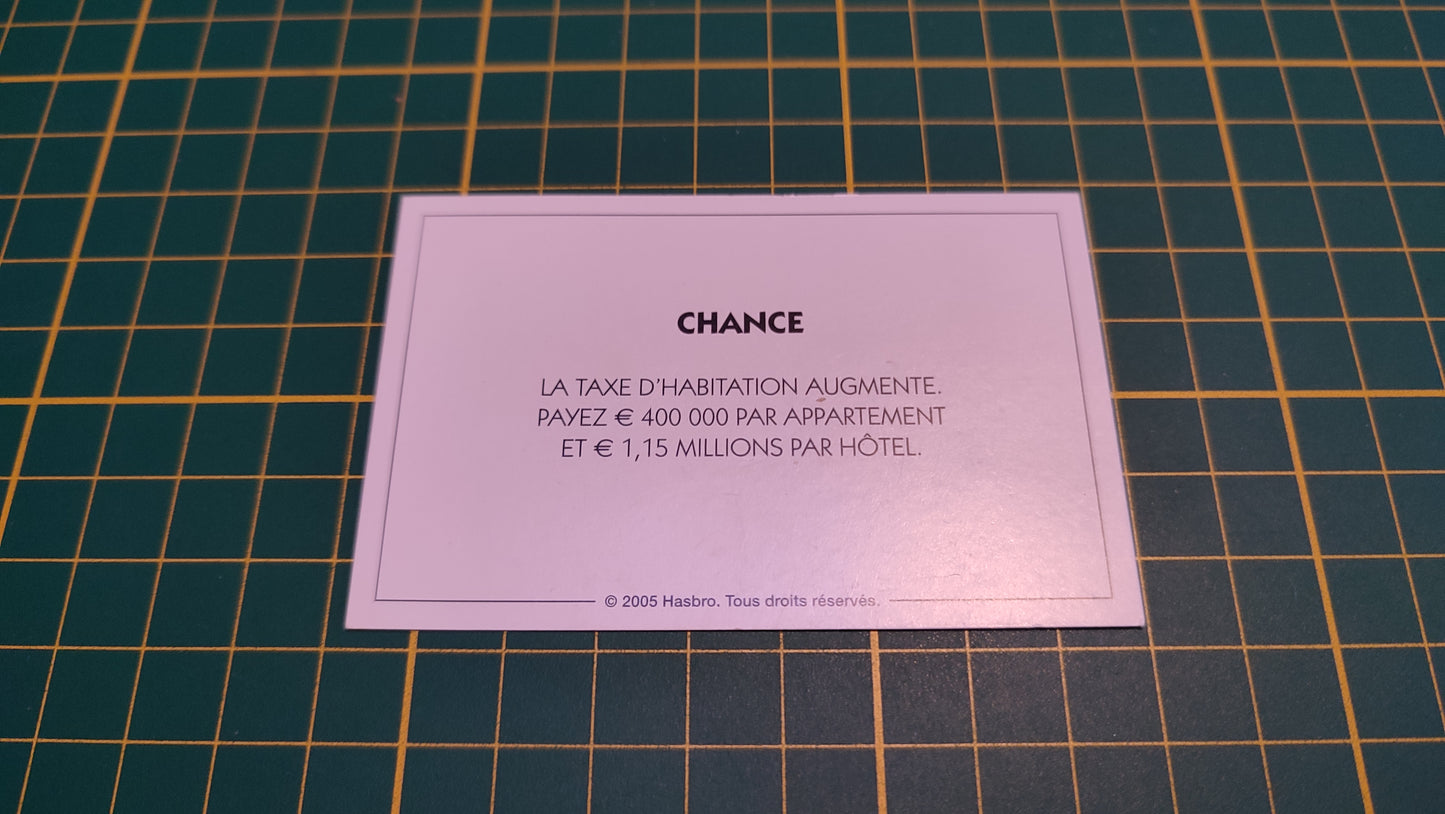 CHANCE
LA TAXE D'HABITATION AUGMENTE.
PAYEZ € 400 000 PAR APPARTEMENT
ET € 1,15 MILLIONS PAR HÔTEL.
© 2005 Hasbro. Tous droits réservés.